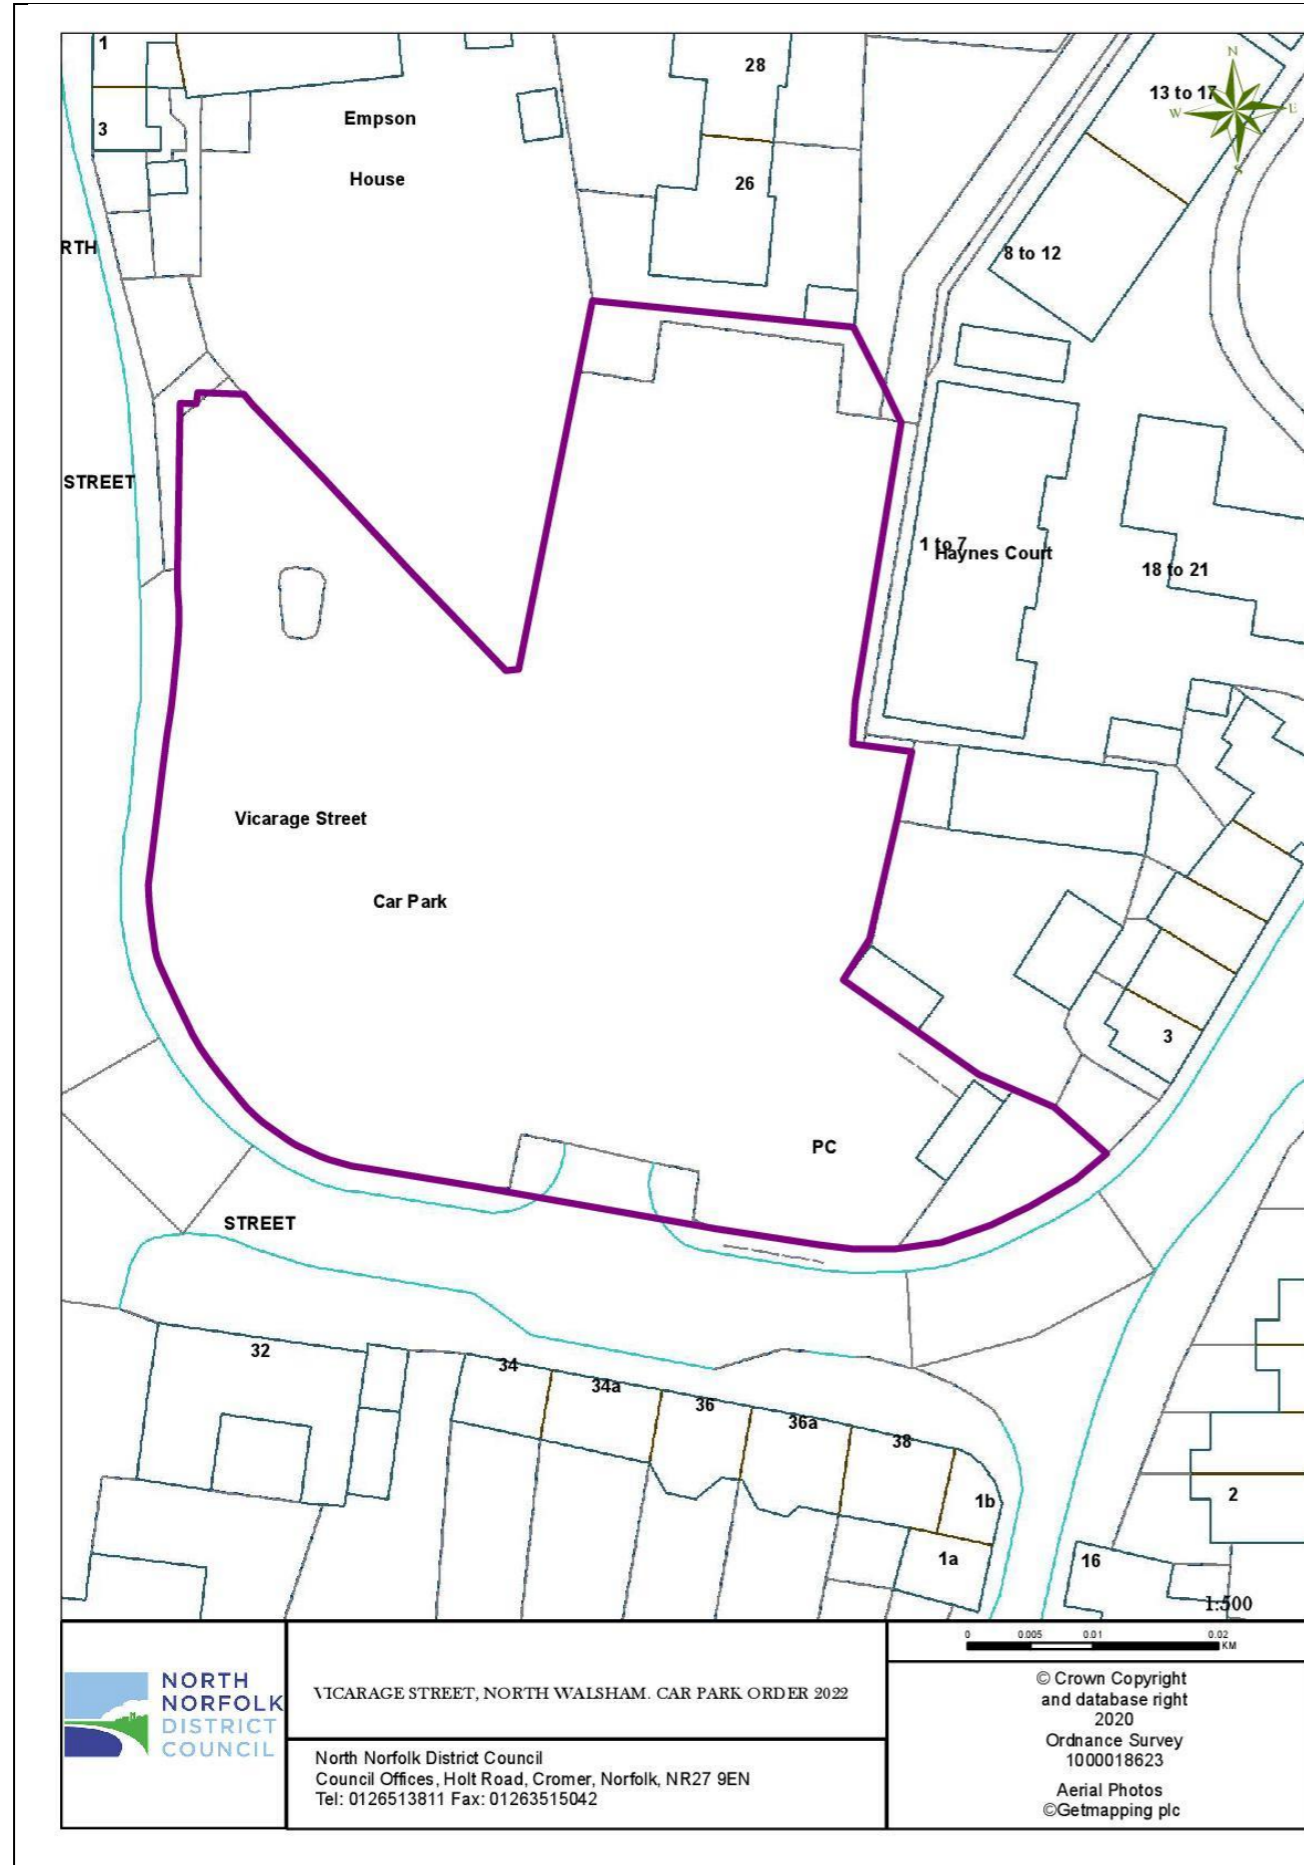 1
28
N
13 to 17
W
E
S
3
Empson
House
26
RTH
8 to 12
STREET
1 to 7
Haynes Court
18 to 21
Vicarage Street
Car Park
3
PC
STREET
32
34
34a
36
36a
38
1b
2
1a
16
1:500
0 0.005 0.01 0.02
KM
NORTH
NORFOLK
DISTRICT
COUNCIL
VICARAGE STREET, NORTH WALSHAM. CAR PARK ORDER 2022
North Norfolk District Council
Council Offices, Holt Road, Cromer, Norfolk, NR27 9EN
Tel: 0126513811 Fax: 01263515042
© Crown Copyright
and database right
2020
Ordnance Survey
1000018623
Aerial Photos
©Getmapping plc